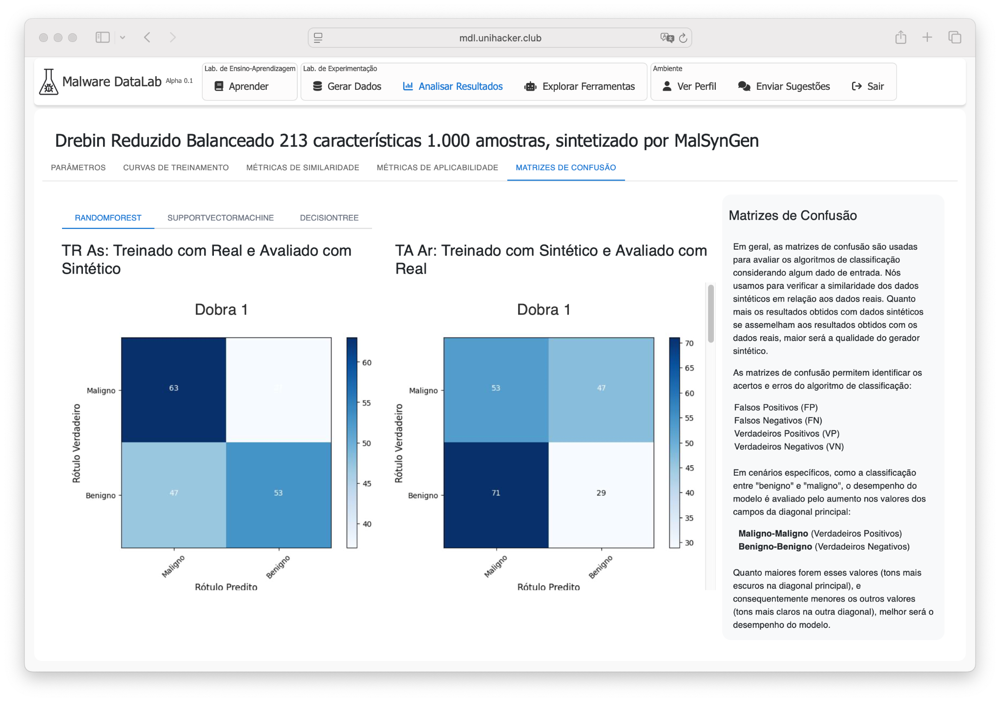 mdl.unihacker.club
Malware DataLab Alpha 0.1
Lab. de Ensino-Aprendizagem
Aprender
Lab. de Experimentação
Gerar Dados
Analisar Resultados
Explorar Ferramentas
Ambiente
Ver Perfil
Enviar Sugestões
Sair
Drebin Reduzido Balanceado 213 características 1.000 amostras, sintetizado por MalSynGen
PARÂMETROS
CURVAS DE TREINAMENTO
MÉTRICAS DE SIMILARIDADE
MÉTRICAS DE APLICABILIDADE
MATRIZES DE CONFUSÃO
RANDOMFOREST
SUPPORTVECTORMACHINE
DECISIONTREE
TR As: Treinado com Real e Avaliado com
Sintético
Dobra 1
Rótulo Verdadeiro
Maligno
63
Benigno
47
53
Maligno
Benigno
Rótulo Predito
60
55
50
45
40
TA Ar: Treinado com Sintético e Avaliado com
Real
Dobra 1
Rótulo Verdadeiro
Maligno
53
47
Benigno
71
29
Maligno
Benigno
Rótulo Predito
70
65
60
55
50
45
40
35
30
Matrizes de Confusão
Em geral, as matrizes de confusão são usadas
para avaliar os algoritmos de classificação
considerando algum dado de entrada. Nós
usamos para verificar a similaridade dos dados
sintéticos em relação aos dados reais. Quanto
mais os resultados obtidos com dados sintéticos
se assemelham aos resultados obtidos com os
dados reais, maior será a qualidade do gerador
sintético.
As matrizes de confusão permitem identificar os
acertos e erros do algoritmo de classificação:
Falsos Positivos (FP)
Falsos Negativos (FN)
Verdadeiros Positivos (VP)
Verdadeiros Negativos (VN)
Em cenários específicos, como a classificação
entre "benigno" e "maligno", o desempenho do
modelo é avaliado pelo aumento nos valores dos
campos da diagonal principal:
Maligno-Maligno (Verdadeiros Positivos)
Benigno-Benigno (Verdadeiros Negativos)
Quanto maiores forem esses valores (tons mais
escuros na diagonal principal), e
consequentemente menores os outros valores
(tons mais claros na outra diagonal), melhor será o
desempenho do modelo.